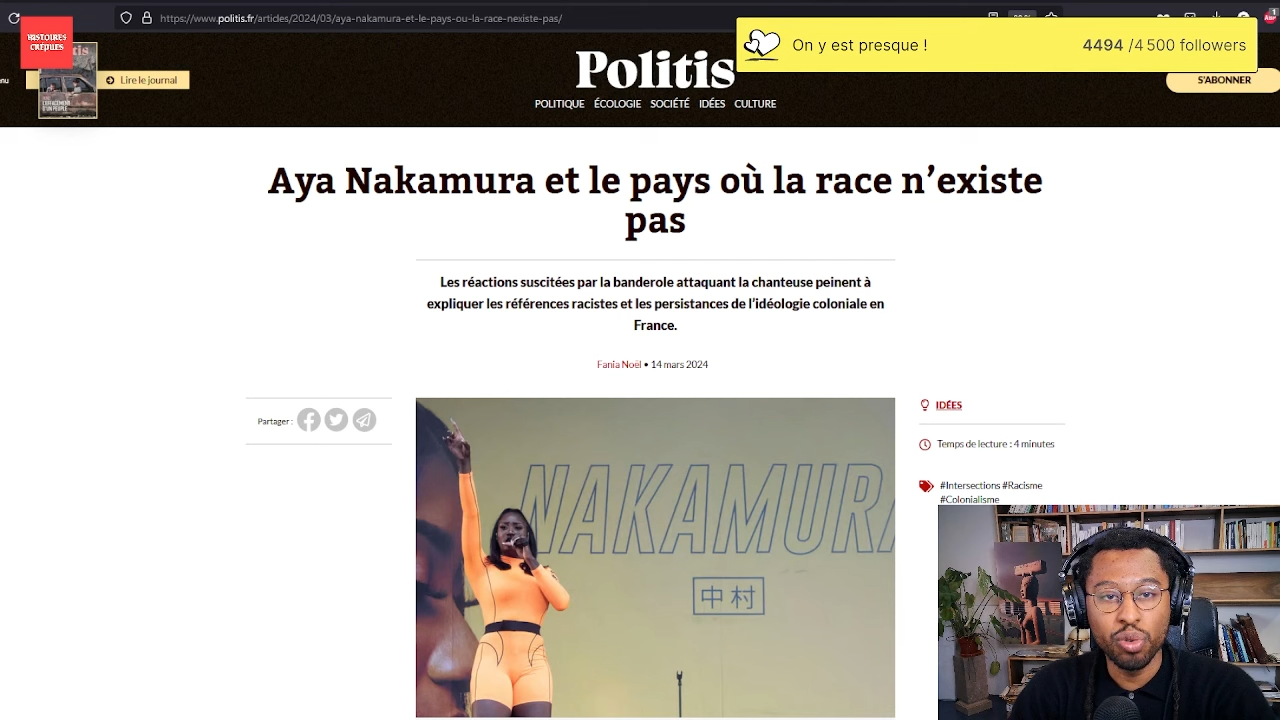 https://www.politis.fr/articles/2024/03/aya-nakamura-et-le-pays-ou-la-race-nexiste-pas/
HISTOIRES
CRÉPUES
On y est presque !
4494 /4 500 followers
nu
Lire le journal
Politis
S'ABONNER
POLITIQUE ÉCOLOGIE SOCIÉTÉ IDÉES CULTURE
Aya Nakamura et le pays où la race n’existe
pas
Les réactions suscitées par la banderole attaquant la chanteuse peinent à
expliquer les références racistes et les persistances de l’idéologie coloniale en
France.
Fania Noël • 14 mars 2024
Partager :
IDÉES
Temps de lecture : 4 minutes
#Intersections #Racisme
#Colonialisme
NAKAMURA
中村